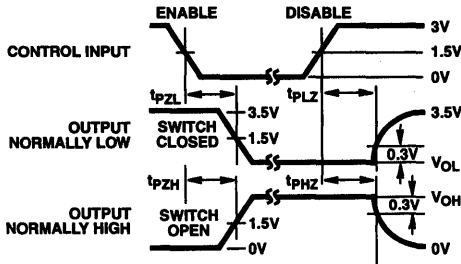 ENABLE DISABLE
3V
CONTROL INPUT 1.5V
0V
tPZL tPLZ
3.5V 3.5V
OUTPUT NORMALLY LOW
SWITCH CLOSED
1.5V
0.3V
VOL
tPZH tPHZ
VOH
0.3V
OUTPUT NORMALLY HIGH
SWITCH OPEN
1.5V
0V 0V